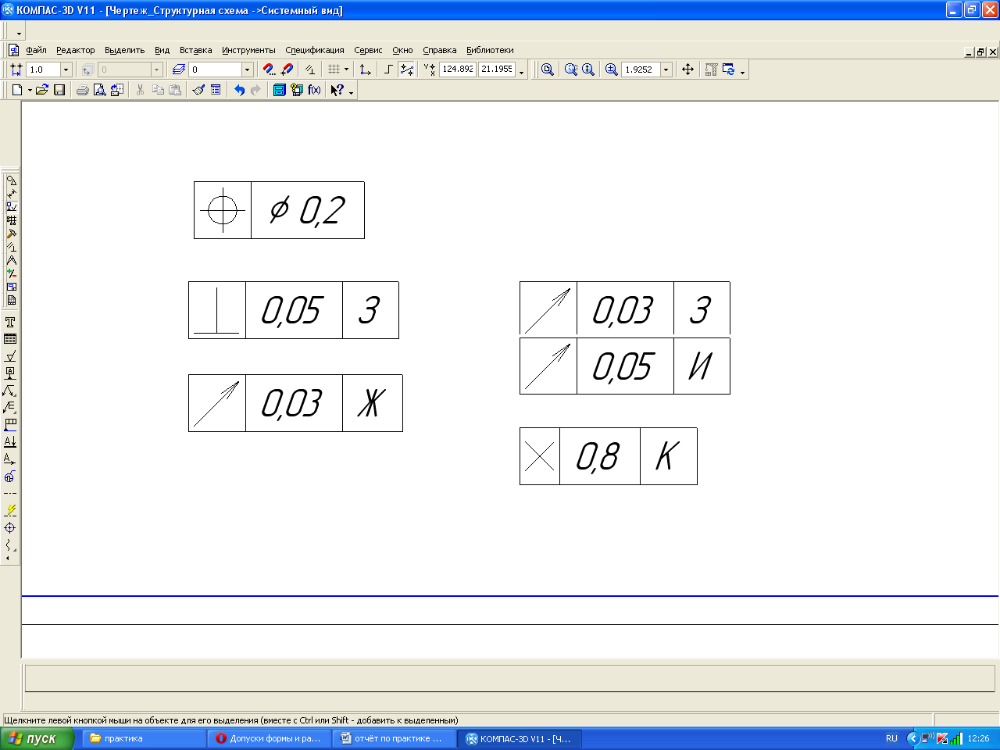 КОМПАС-3D V11 - [Чертеж_Структурная схема ->Системный вид]
Файл Редактор Выделить Вид Вставка Инструменты Спецификация Сервис Окно Справка Библиотеки
1.0 0 0 124.892 21.1955 1.9252
f(x)
⌀ 0,2
0,05 З
0,03 З
0,05 И
0,03 Ж
0,8 К
Щелкните левой кнопкой мыши на объекте для его выделения (вместе с Ctrl или Shift - добавить к выделенным)
пуск практика Допуски формы и ра... отчёт по практике ... КОМПАС-3D V11 - [Ч... RU 12:26